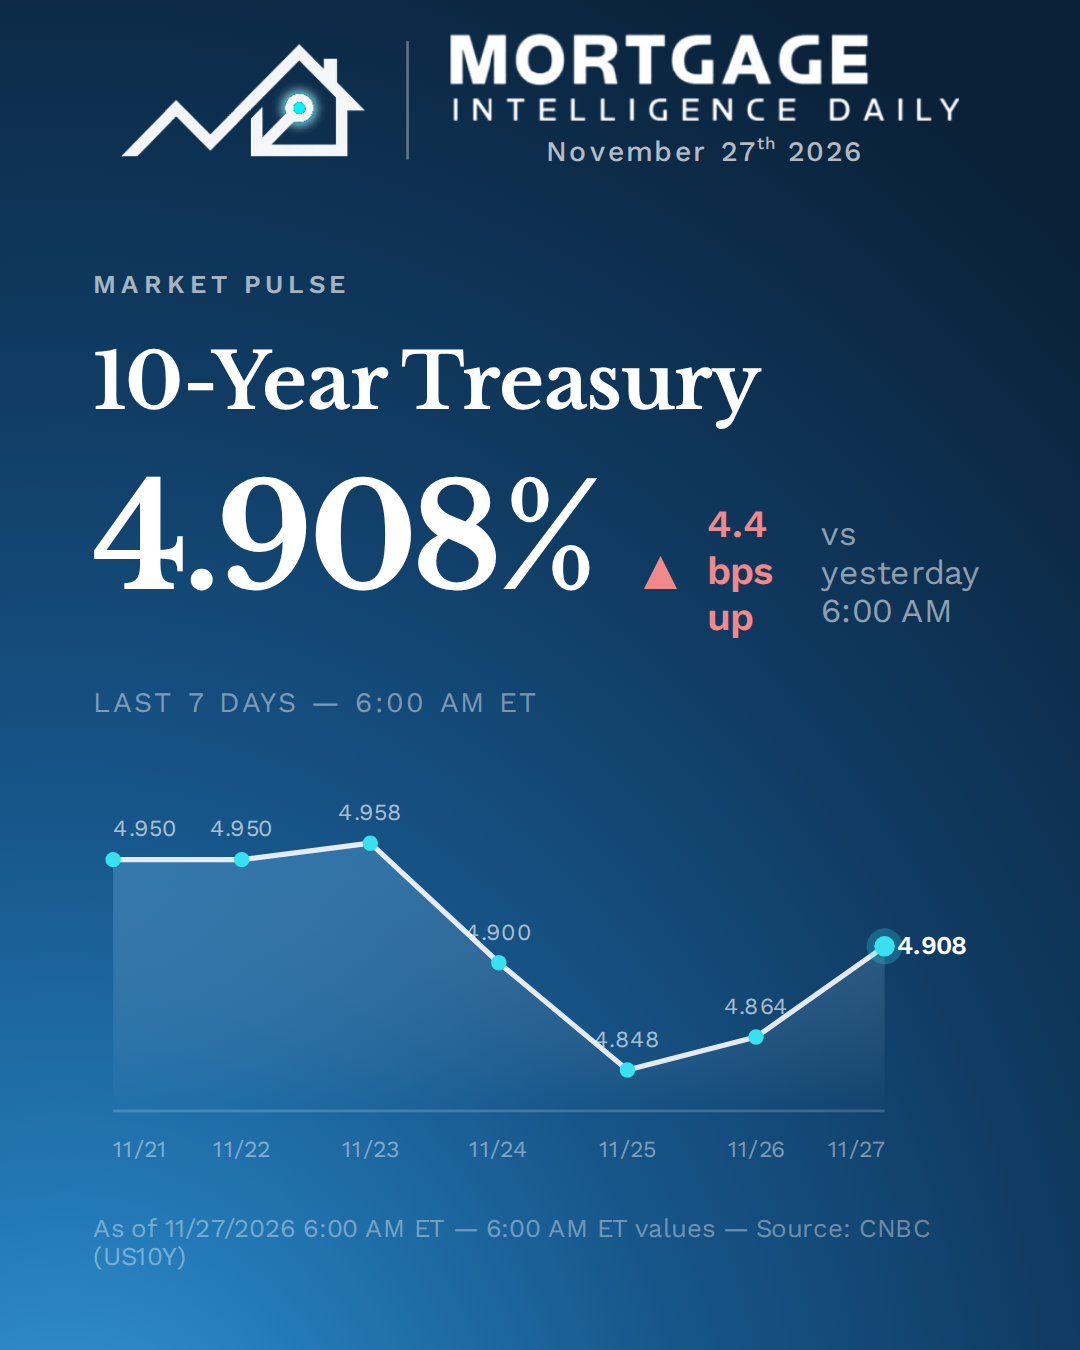 MORTGAGE
INTELLIGENCE DAILY
November 27th 2026
MARKET PULSE
10-Year Treasury
4.908%
▲ 4.4 bps up
vs yesterday 6:00 AM
LAST 7 DAYS — 6:00 AM ET
4.950 4.950 4.958 4.900 4.848 4.864 4.908
11/21 11/22 11/23 11/24 11/25 11/26 11/27
As of 11/27/2026 6:00 AM ET — 6:00 AM ET values — Source: CNBC
(US10Y)